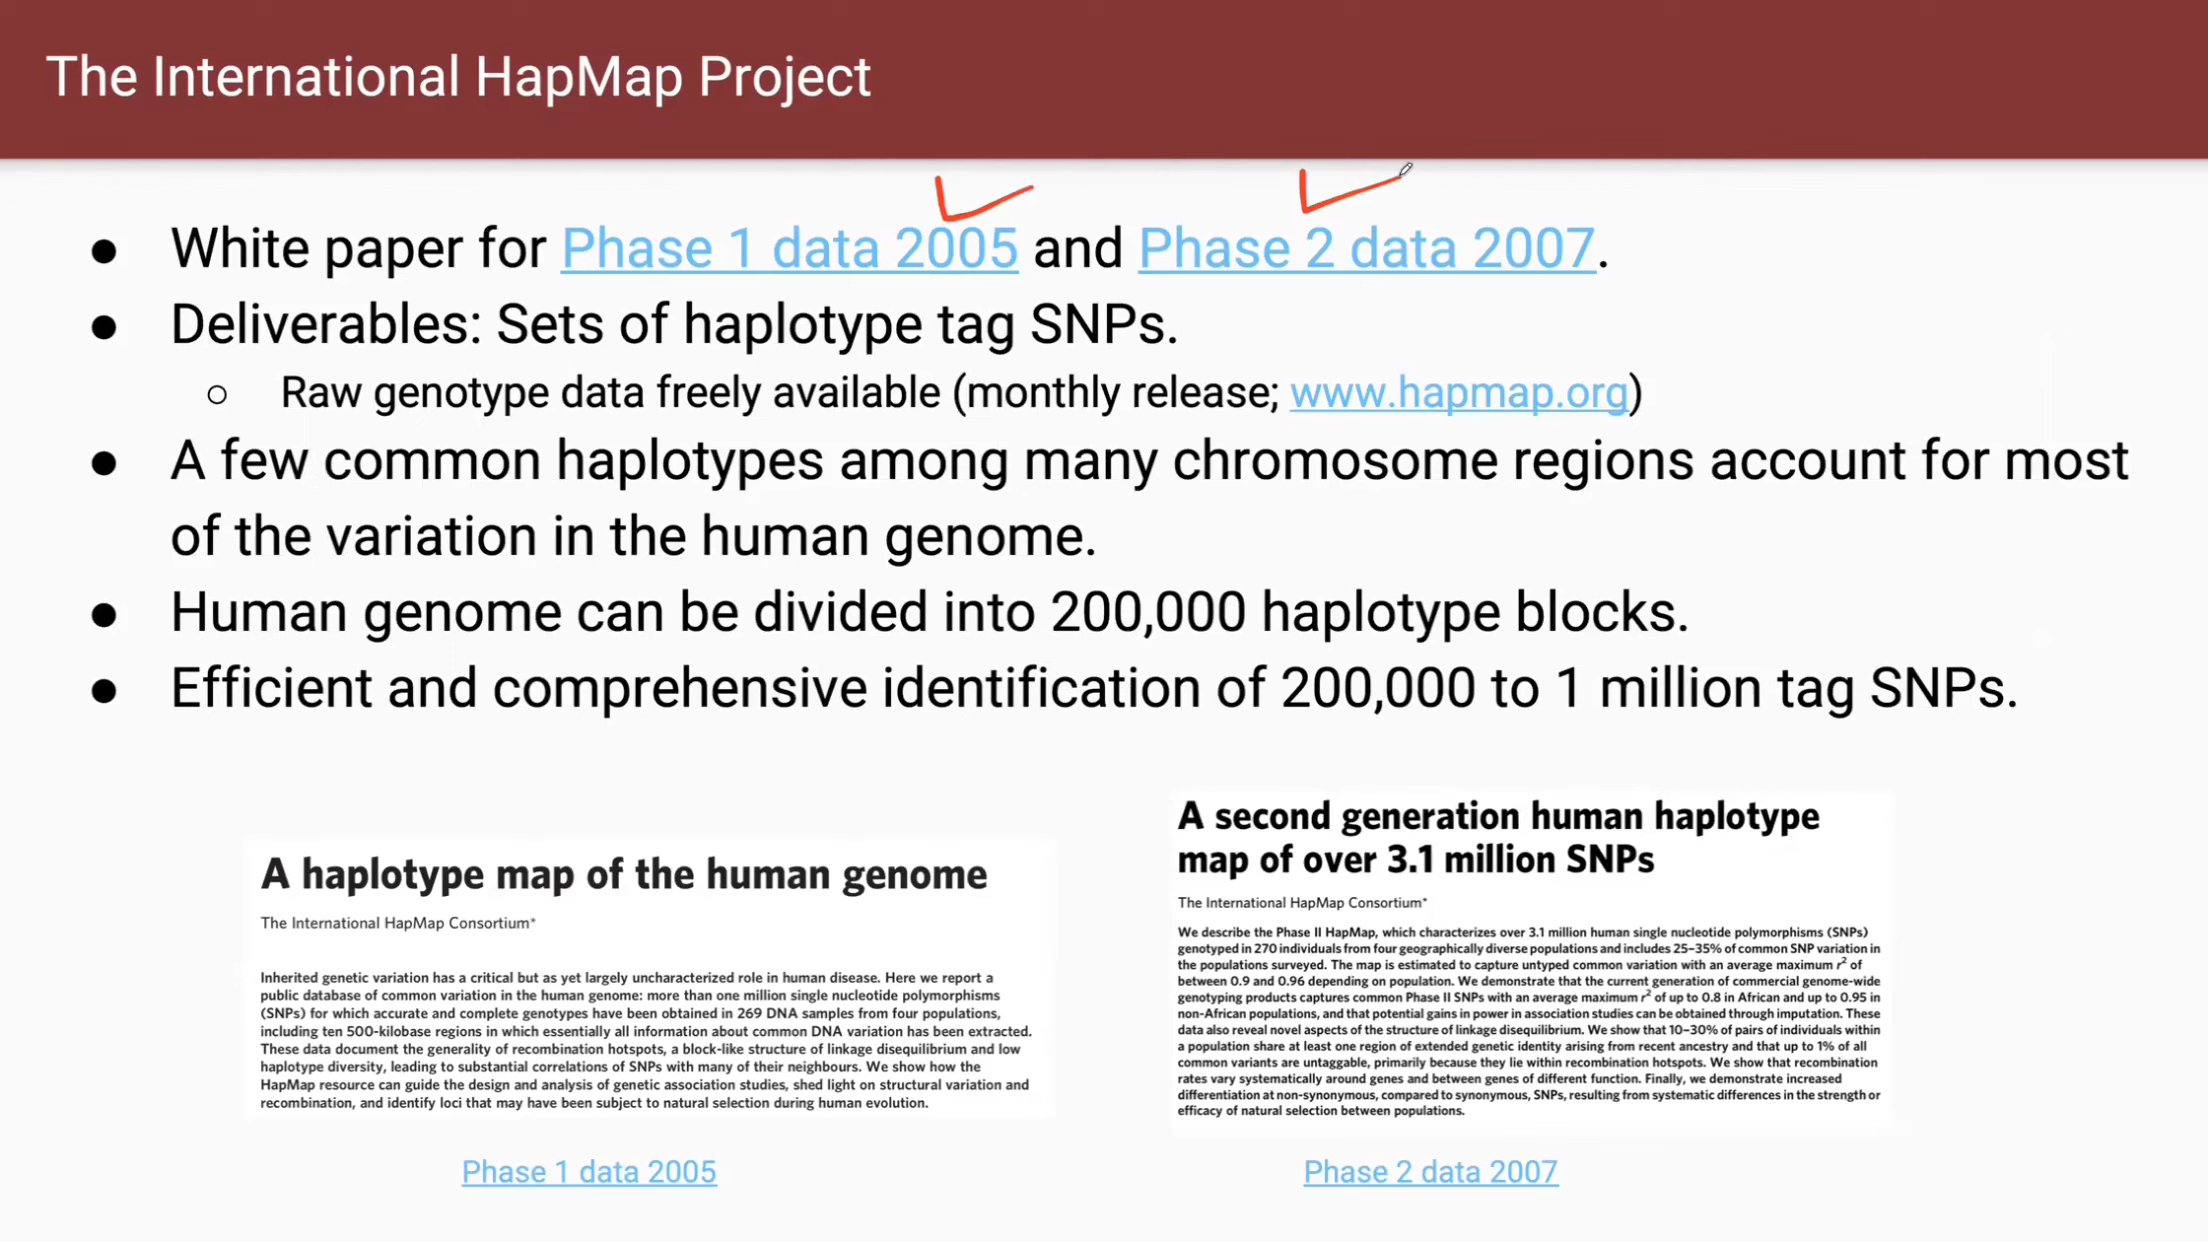 The International HapMap Project
● White paper for Phase 1 data 2005 and Phase 2 data 2007.
● Deliverables: Sets of haplotype tag SNPs.
○ Raw genotype data freely available (monthly release; www.hapmap.org)
● A few common haplotypes among many chromosome regions account for most
of the variation in the human genome.
● Human genome can be divided into 200,000 haplotype blocks.
● Efficient and comprehensive identification of 200,000 to 1 million tag SNPs.
A haplotype map of the human genome
The International HapMap Consortium*
Inherited genetic variation has a critical but as yet largely uncharacterized role in human disease. Here we report a
public database of common variation in the human genome: more than one million single nucleotide polymorphisms
(SNPs) for which accurate and complete genotypes have been obtained in 269 DNA samples from four populations,
including ten 500-kilobase regions in which essentially all information about common DNA variation has been extracted.
These data document the generality of recombination hotspots, a block-like structure of linkage disequilibrium and low
haplotype diversity, leading to substantial correlations of SNPs with many of their neighbours. We show how the
HapMap resource can guide the design and analysis of genetic association studies, shed light on structural variation and
recombination, and identify loci that may have been subject to natural selection during human evolution.
Phase 1 data 2005
A second generation human haplotype
map of over 3.1 million SNPs
The International HapMap Consortium*
We describe the Phase II HapMap, which characterizes over 3.1 million human single nucleotide polymorphisms (SNPs)
genotyped in 270 individuals from four geographically diverse populations and includes 25–35% of common SNP variation in
the populations surveyed. The map is estimated to capture untyped common variation with an average maximum r² of
between 0.9 and 0.96 depending on population. We demonstrate that the current generation of commercial genome-wide
genotyping products captures common Phase II SNPs with an average maximum r² of up to 0.8 in African and up to 0.95 in
non-African populations, and that potential gains in power in association studies can be obtained through imputation. These
data also reveal novel aspects of the structure of linkage disequilibrium. We show that 10–30% of pairs of individuals within
a population share at least one region of extended genetic identity arising from recent ancestry and that up to 1% of all
common variants are untaggable, primarily because they lie within recombination hotspots. We show that recombination
rates vary systematically around genes and between genes of different function. Finally, we demonstrate increased
differentiation at non-synonymous, compared to synonymous, SNPs, resulting from systematic differences in the strength or
efficacy of natural selection between populations.
Phase 2 data 2007